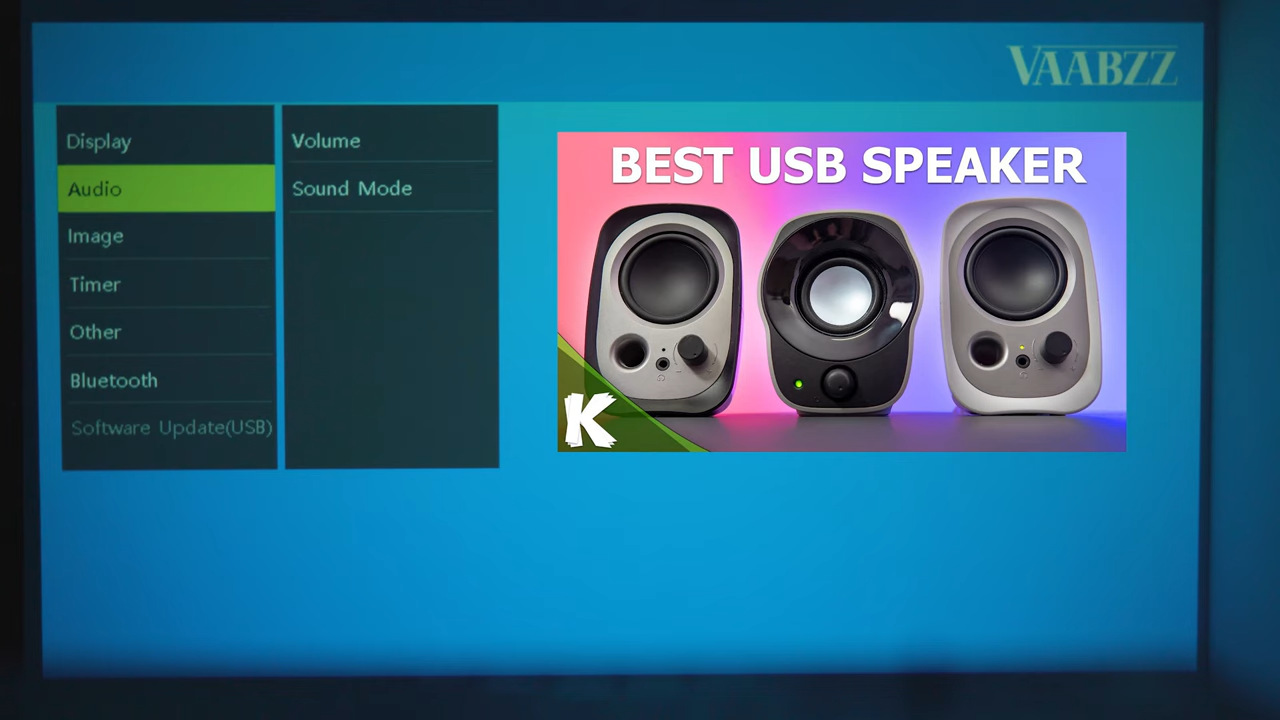 VAABZZ
Display
Audio
Image
Timer
Other
Bluetooth
Software Update(USB)
Volume
Sound Mode
BEST USB SPEAKER
K